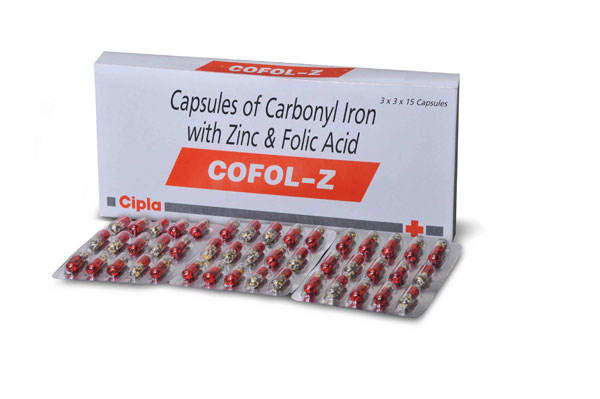 COFOL-Z
3 x 3 x 15 Capsules
Capsules of Carbonyl Iron
with Zinc & Folic Acid
COFOL-Z
Cipla